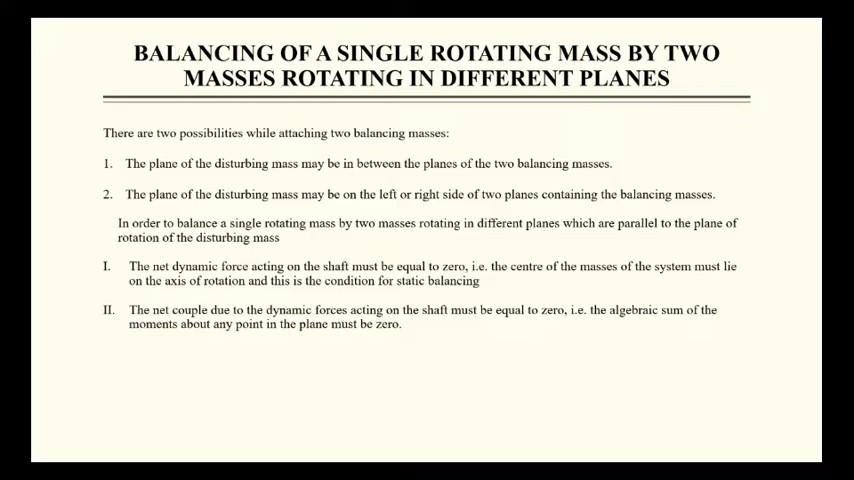 BALANCING OF A SINGLE ROTATING MASS BY TWO
MASSES ROTATING IN DIFFERENT PLANES
There are two possibilities while attaching two balancing masses:
1. The plane of the disturbing mass may be in between the planes of the two balancing masses.
2. The plane of the disturbing mass may be on the left or right side of two planes containing the balancing masses.
In order to balance a single rotating mass by two masses rotating in different planes which are parallel to the plane of
rotation of the disturbing mass
I. The net dynamic force acting on the shaft must be equal to zero, i.e. the centre of the masses of the system must lie
on the axis of rotation and this is the condition for static balancing
II. The net couple due to the dynamic forces acting on the shaft must be equal to zero, i.e. the algebraic sum of the
moments about any point in the plane must be zero.